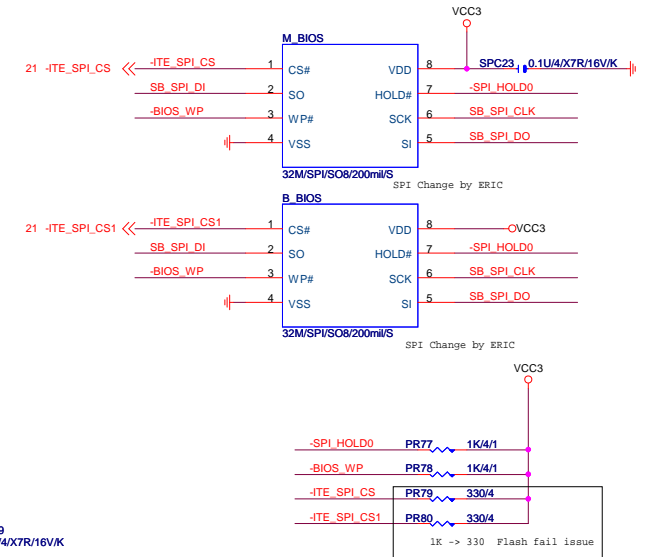 VCC3
M_BIOS
21 -ITE_SPI_CS -ITE_SPI_CS 1 CS# VDD 8 SPC23 0.1U/4/X7R/16V/K
SB_SPI_DI 2 SO HOLD# 7 -SPI_HOLD0
-BIOS_WP 3 WP# SCK 6 SB_SPI_CLK
4 VSS SI 5 SB_SPI_DO
32M/SPI/SO8/200mil/S
SPI Change by ERIC
B_BIOS
21 -ITE_SPI_CS1 -ITE_SPI_CS1 1 CS# VDD 8 VCC3
SB_SPI_DI 2 SO HOLD# 7 -SPI_HOLD0
-BIOS_WP 3 WP# SCK 6 SB_SPI_CLK
4 VSS SI 5 SB_SPI_DO
32M/SPI/SO8/200mil/S
SPI Change by ERIC
VCC3
-SPI_HOLD0 PR77 1K/4/1
-BIOS_WP PR78 1K/4/1
-ITE_SPI_CS PR79 330/4
-ITE_SPI_CS1 PR80 330/4
1K -> 330 Flash fail issue
9
4/X7R/16V/K